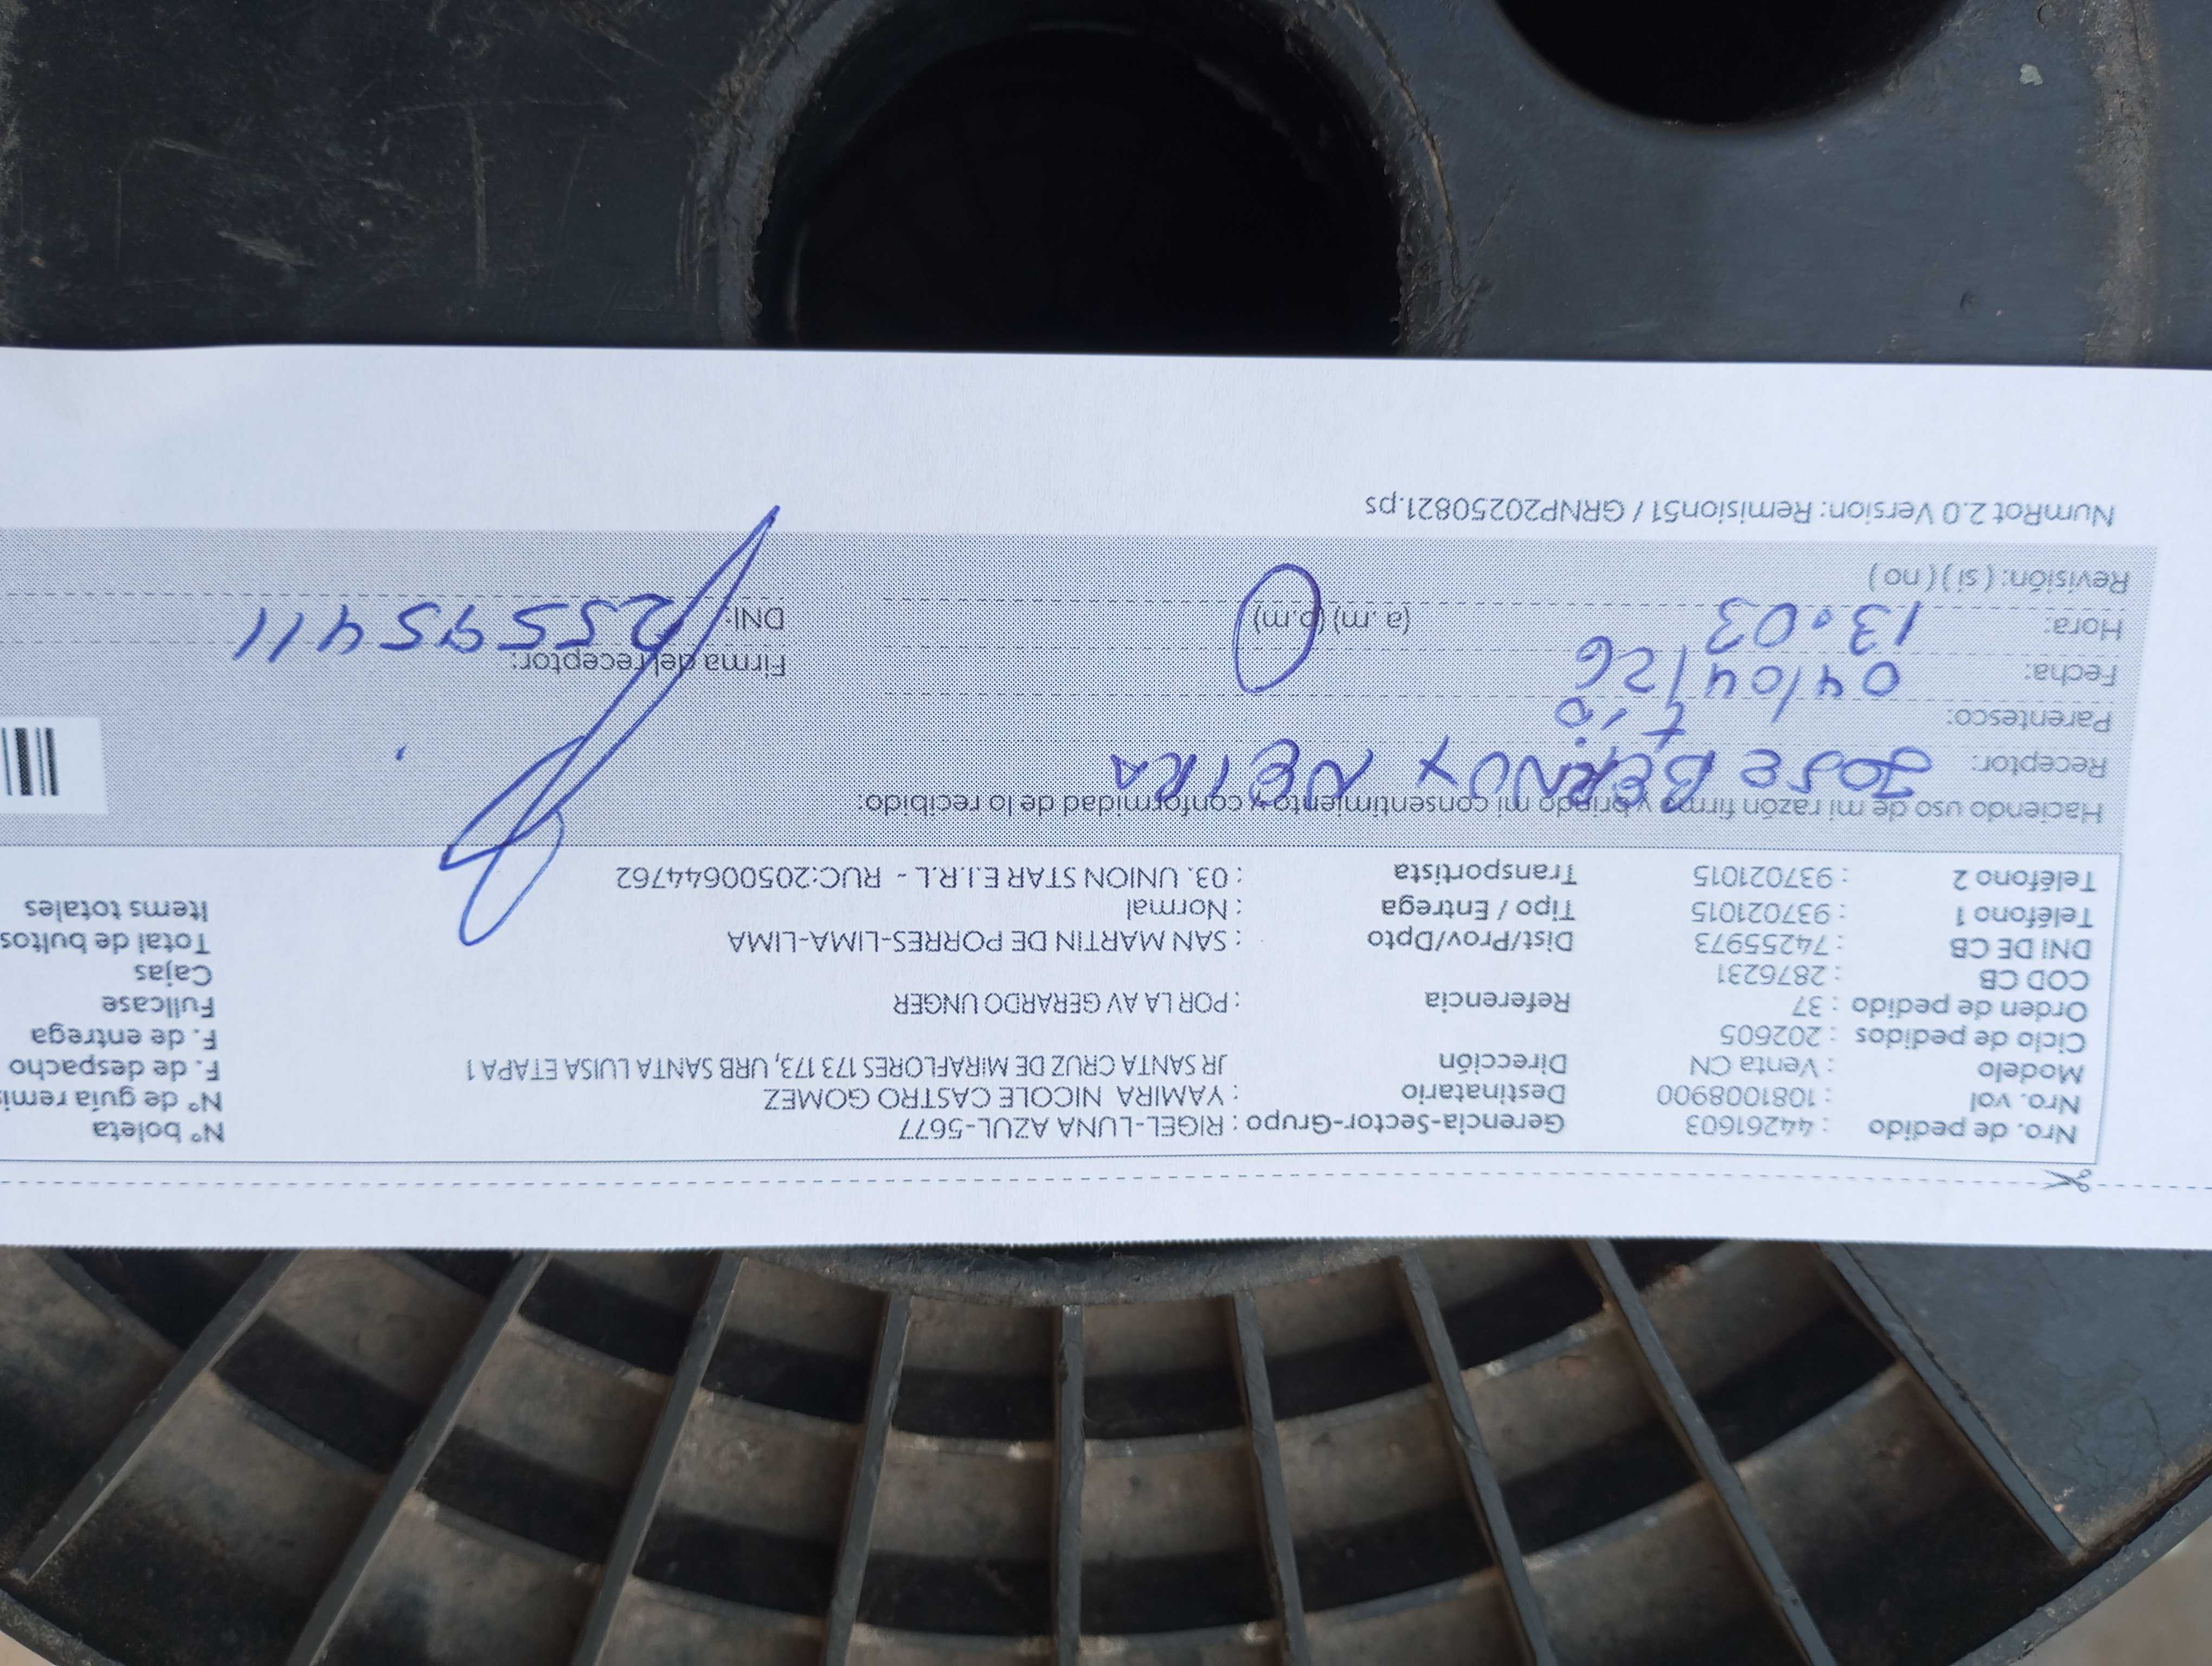 Nro. de pedido : 44261603 Gerencia-Sector-Grupo : RIGEL-LUNA AZUL-5677 N° boleta
Nro. vol : 1081008900 Destinatario : YAMIRA NICOLE CASTRO GOMEZ N° de guía remis
Modelo : Venta CN Dirección JR SANTA CRUZ DE MIRAFLORES 173 173, URB SANTA LUISA ETAPA 1 F. de despacho
Ciclo de pedidos : 202605 F. de entrega
Orden de pedido : 37 Referencia : POR LA AV GERARDO UNGER Fullcase
COD CB : 2876231 Cajas
DNI DE CB : 74255973 Dist/Prov/Dpto : SAN MARTIN DE PORRES-LIMA-LIMA Total de bultos
Teléfono 1 : 937021015 Tipo / Entrega : Normal Items totales
Teléfono 2 : 937021015 Transportista : 03. UNION STAR E.I.R.L - RUC:20500644762
Haciendo uso de mi razón firmo y brindo mi consentimiento y conformidad de lo recibido:
Receptor: JOSE BERNUY NEIRA
Parentesco: tio
Fecha: 04/04/26 Firma del receptor:
Hora: 13:03 (a. m) (p.m) DNI: 25595411
Revisión: ( si ) ( no )
NumRot 2.0 Version: Remision51 / GRNP20250821.ps